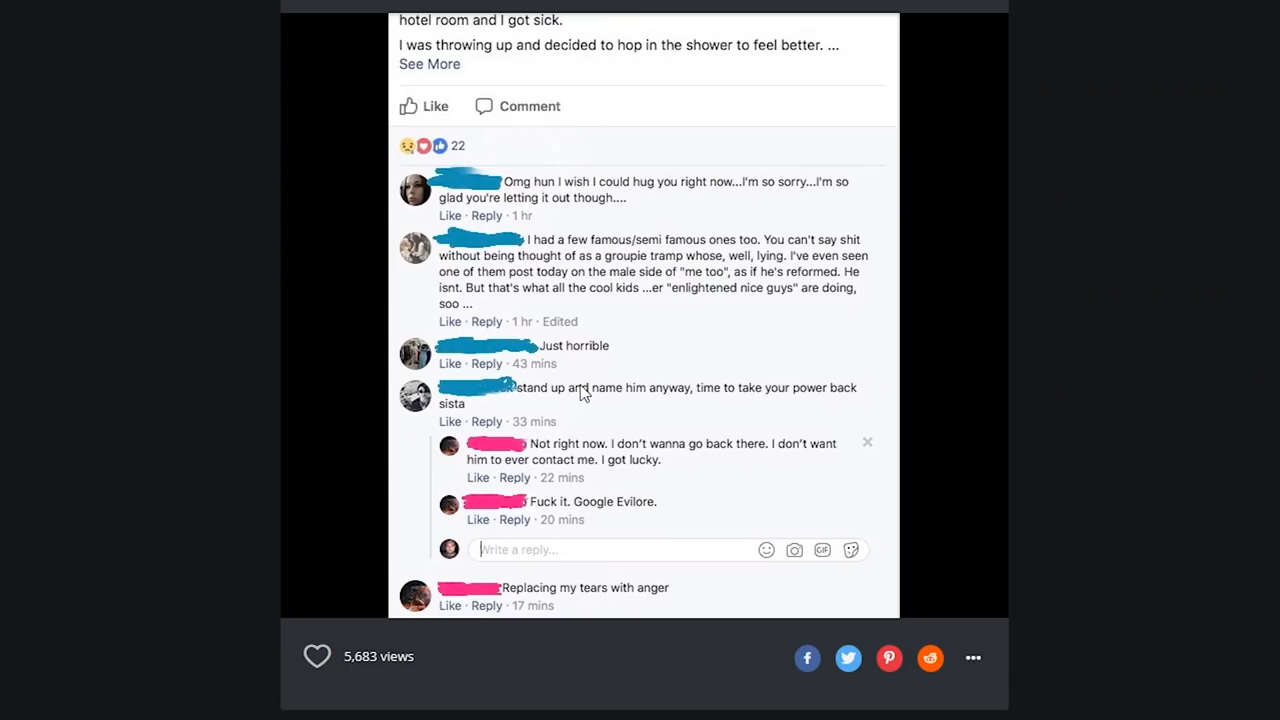 hotel room and I got sick.
I was throwing up and decided to hop in the shower to feel better. ...
See More
Like
Comment
22
Omg hun I wish I could hug you right now...I'm so sorry...I'm so
glad you're letting it out though....
Like · Reply · 1 hr
I had a few famous/semi famous ones too. You can't say shit
without being thought of as a groupie tramp whose, well, lying. I've even seen
one of them post today on the male side of "me too", as if he's reformed. He
isnt. But that's what all the cool kids ...er "enlightened nice guys" are doing,
soo ...
Like · Reply · 1 hr · Edited
Just horrible
Like · Reply · 43 mins
stand up and name him anyway, time to take your power back
sista
Like · Reply · 33 mins
Not right now. I don't wanna go back there. I don't want
him to ever contact me. I got lucky.
Like · Reply · 22 mins
Fuck it. Google Evilore.
Like · Reply · 20 mins
Write a reply...
GIF
Replacing my tears with anger
Like · Reply · 17 mins
5,683 views